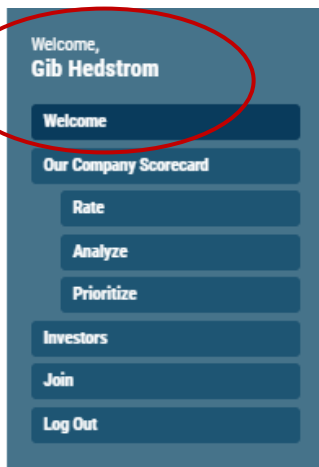 Welcome,
Gib Hedstrom
Welcome
Our Company Scorecard
Rate
Analyze
Prioritize
Investors
Join
Log Out